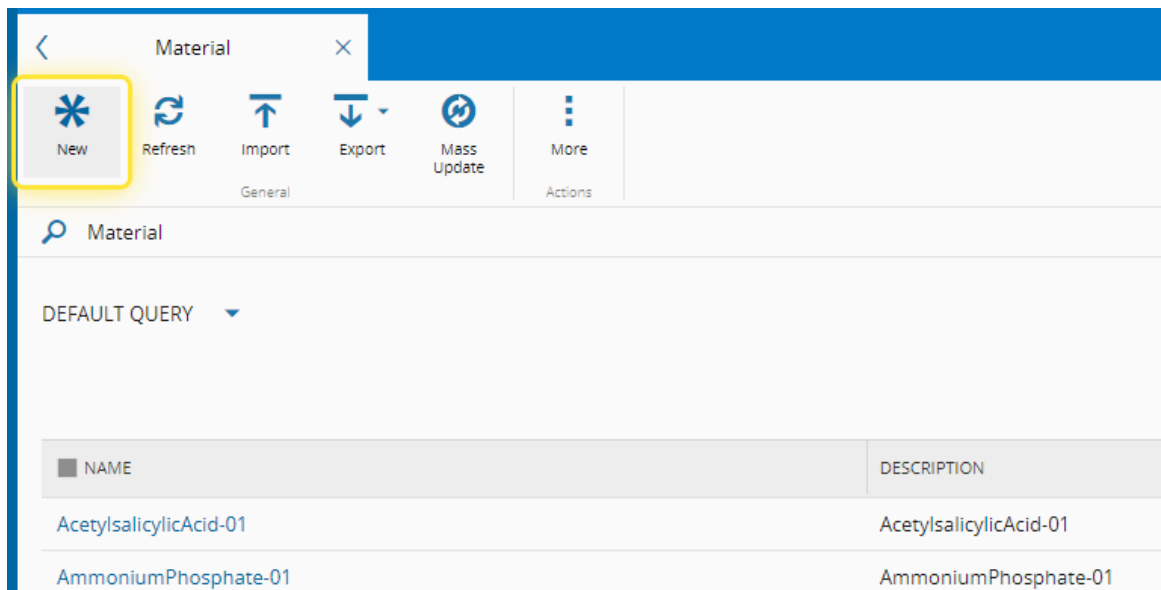 Material
New
Refresh
Import
Export
Mass
Update
More
General
Actions
Material
DEFAULT QUERY
NAME DESCRIPTION
AcetylsalicylicAcid-01 AcetylsalicylicAcid-01
AmmoniumPhosphate-01 AmmoniumPhosphate-01